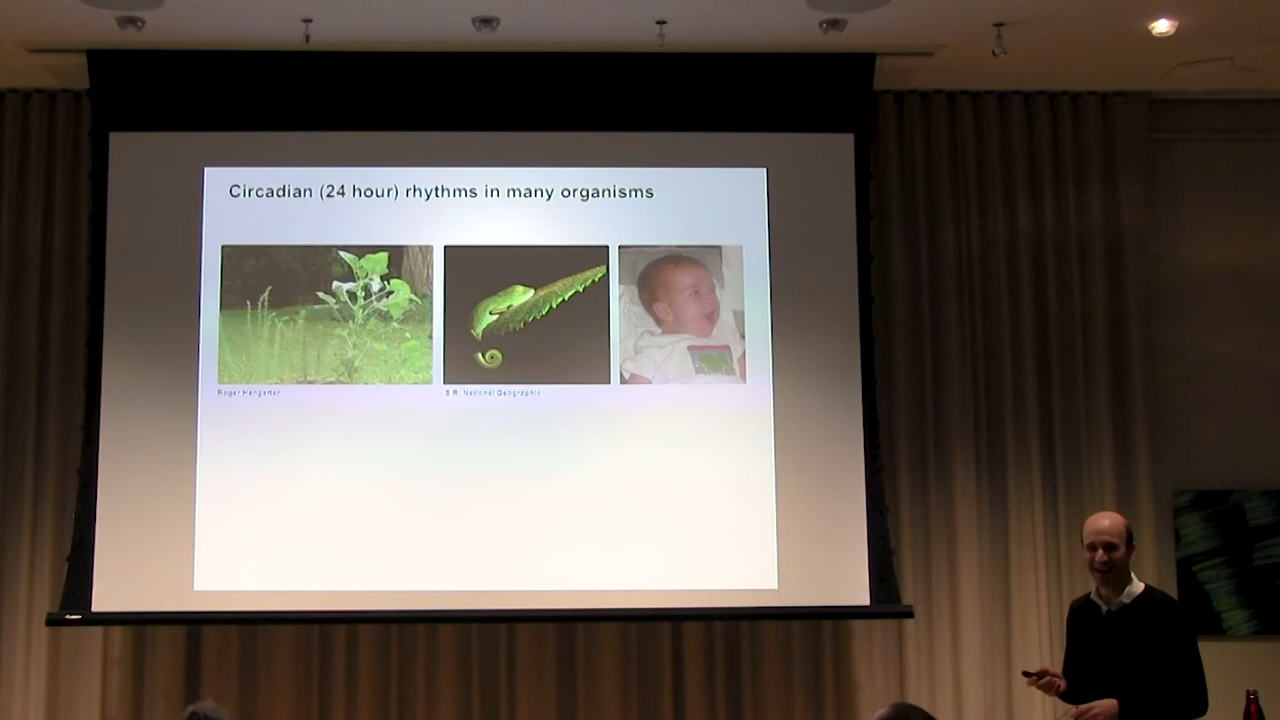 Circadian (24 hour) rhythms in many organisms
Roger Hangarter
S.R. National Geographic